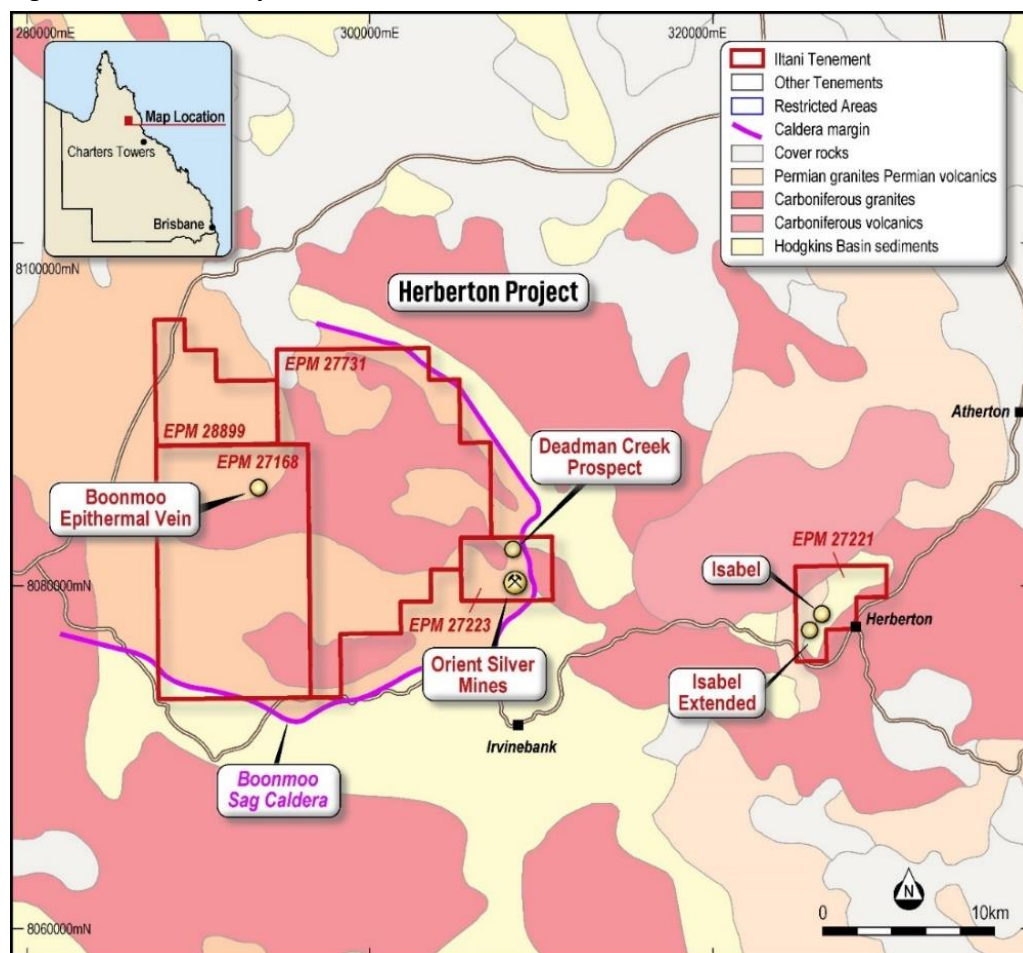 280000mE
300000mE
320000mE
Map Location
Charters Towers
Brisbane
Iltani Tenement
Other Tenements
Restricted Areas
Caldera margin
Cover rocks
Permian granites Permian volcanics
Carboniferous granites
Carboniferous volcanics
Hodgkins Basin sediments
8100000mN
Herberton Project
EPM 27731
Atherton
EPM 28899
EPM 27168
Deadman Creek
Prospect
Boonmoo
Epithermal Vein
EPM 27221
Isabel
8080000mN
EPM 27223
Herberton
Orient Silver
Mines
Isabel
Extended
Irvinebank
Boonmoo
Sag Caldera
N
0
10km
8060000mN